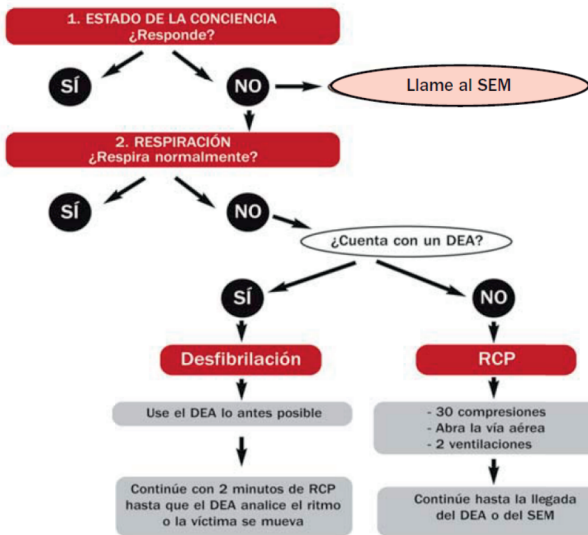 1. ESTADO DE LA CONCIENCIA
¿Responde?
SÍ
NO
Llame al SEM
2. RESPIRACIÓN
¿Respira normalmente?
SÍ
NO
¿Cuenta con un DEA?
SÍ
NO
Desfibrilación
RCP
Use el DEA lo antes posible
- 30 compresiones
- Abra la vía aérea
- 2 ventilaciones
Continúe con 2 minutos de RCP
hasta que el DEA analice el ritmo
o la víctima se mueva
Continúe hasta la llegada
del DEA o del SEM